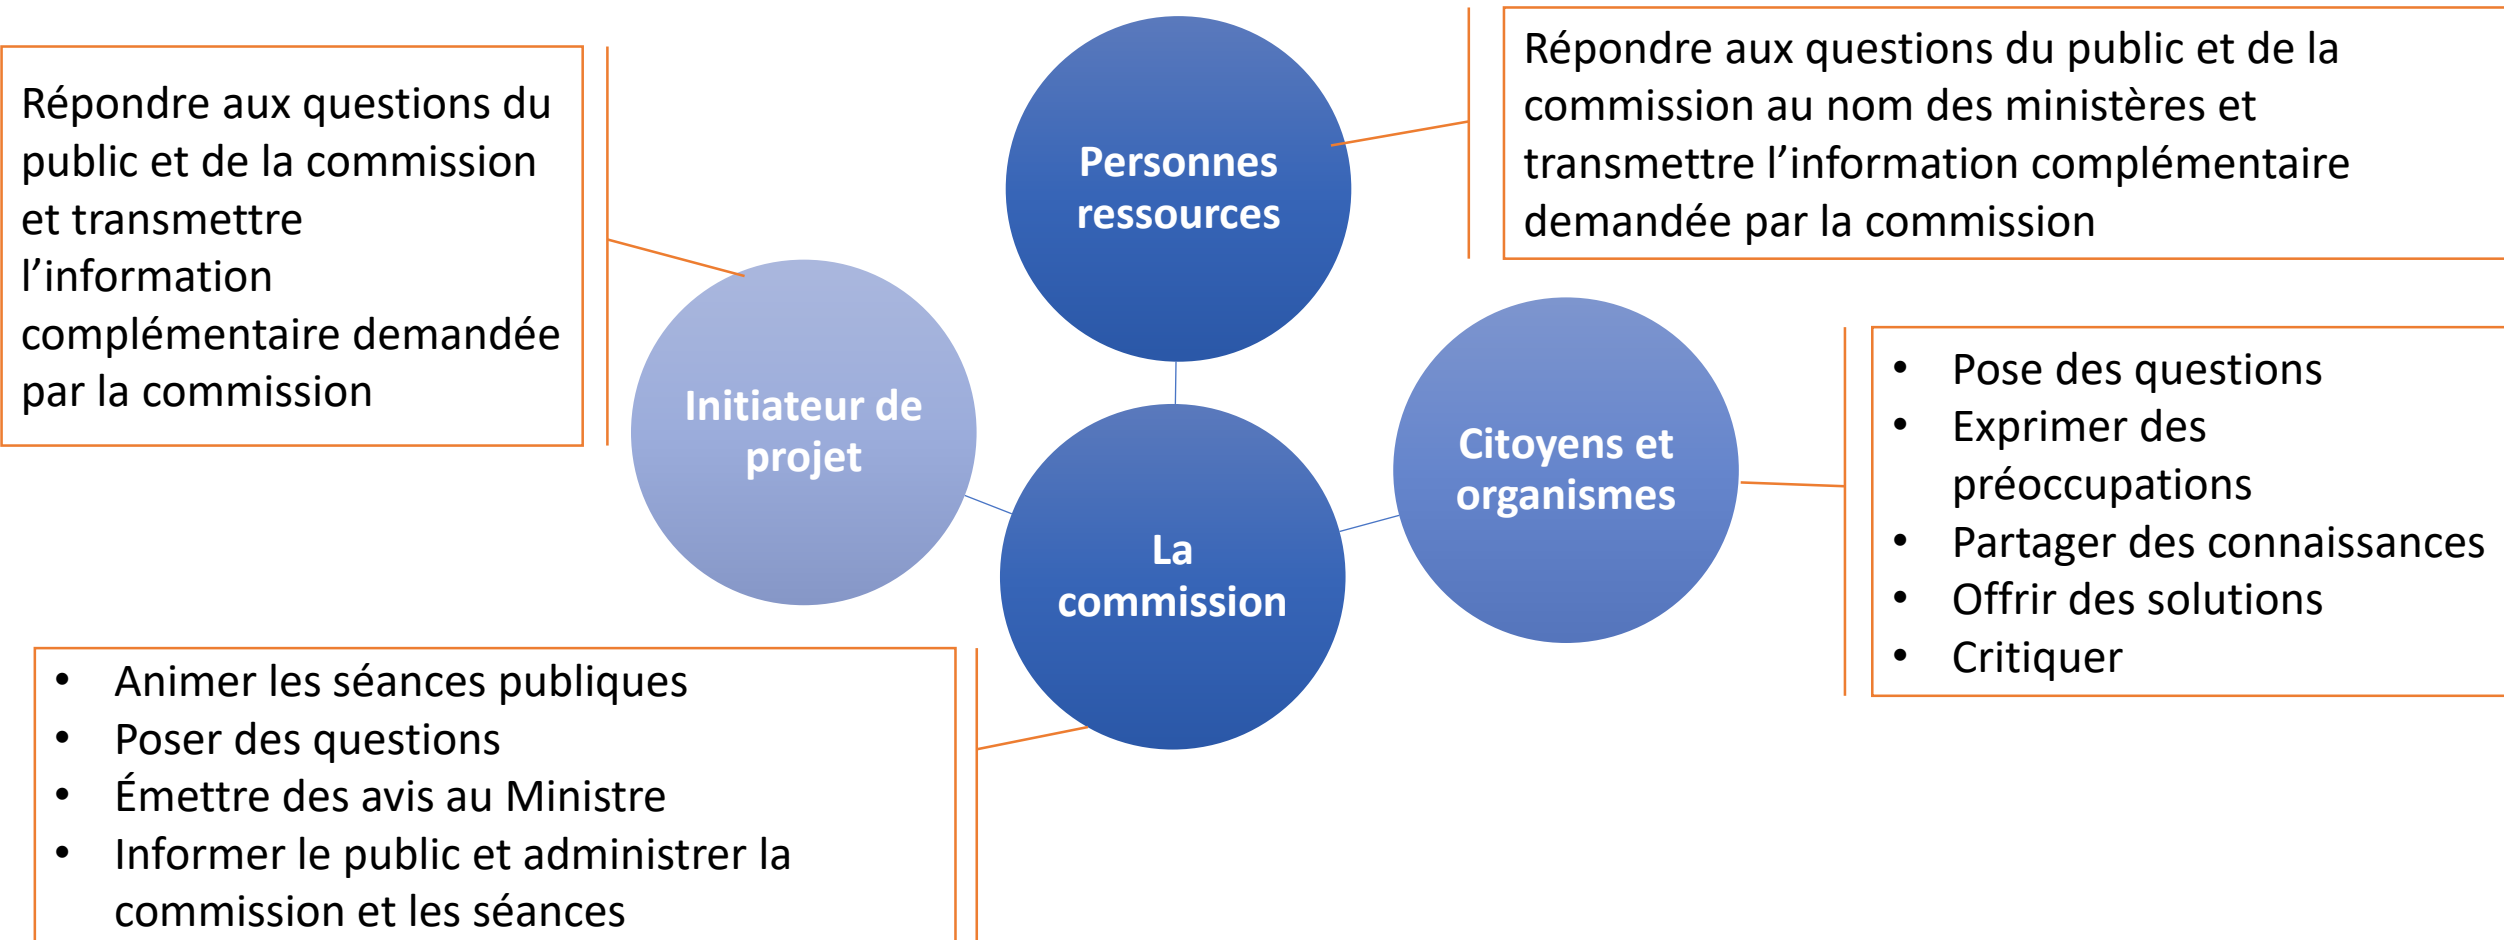 Répondre aux questions du
public et de la commission
et transmettre
l’information
complémentaire demandée
par la commission
Personnes
ressources
Répondre aux questions du public et de la
commission au nom des ministères et
transmettre l’information complémentaire
demandée par la commission
Initiateur de
projet
Citoyens et
organismes
• Pose des questions
• Exprimer des
préoccupations
• Partager des connaissances
• Offrir des solutions
• Critiquer
La
commission
• Animer les séances publiques
• Poser des questions
• Émettre des avis au Ministre
• Informer le public et administrer la
commission et les séances